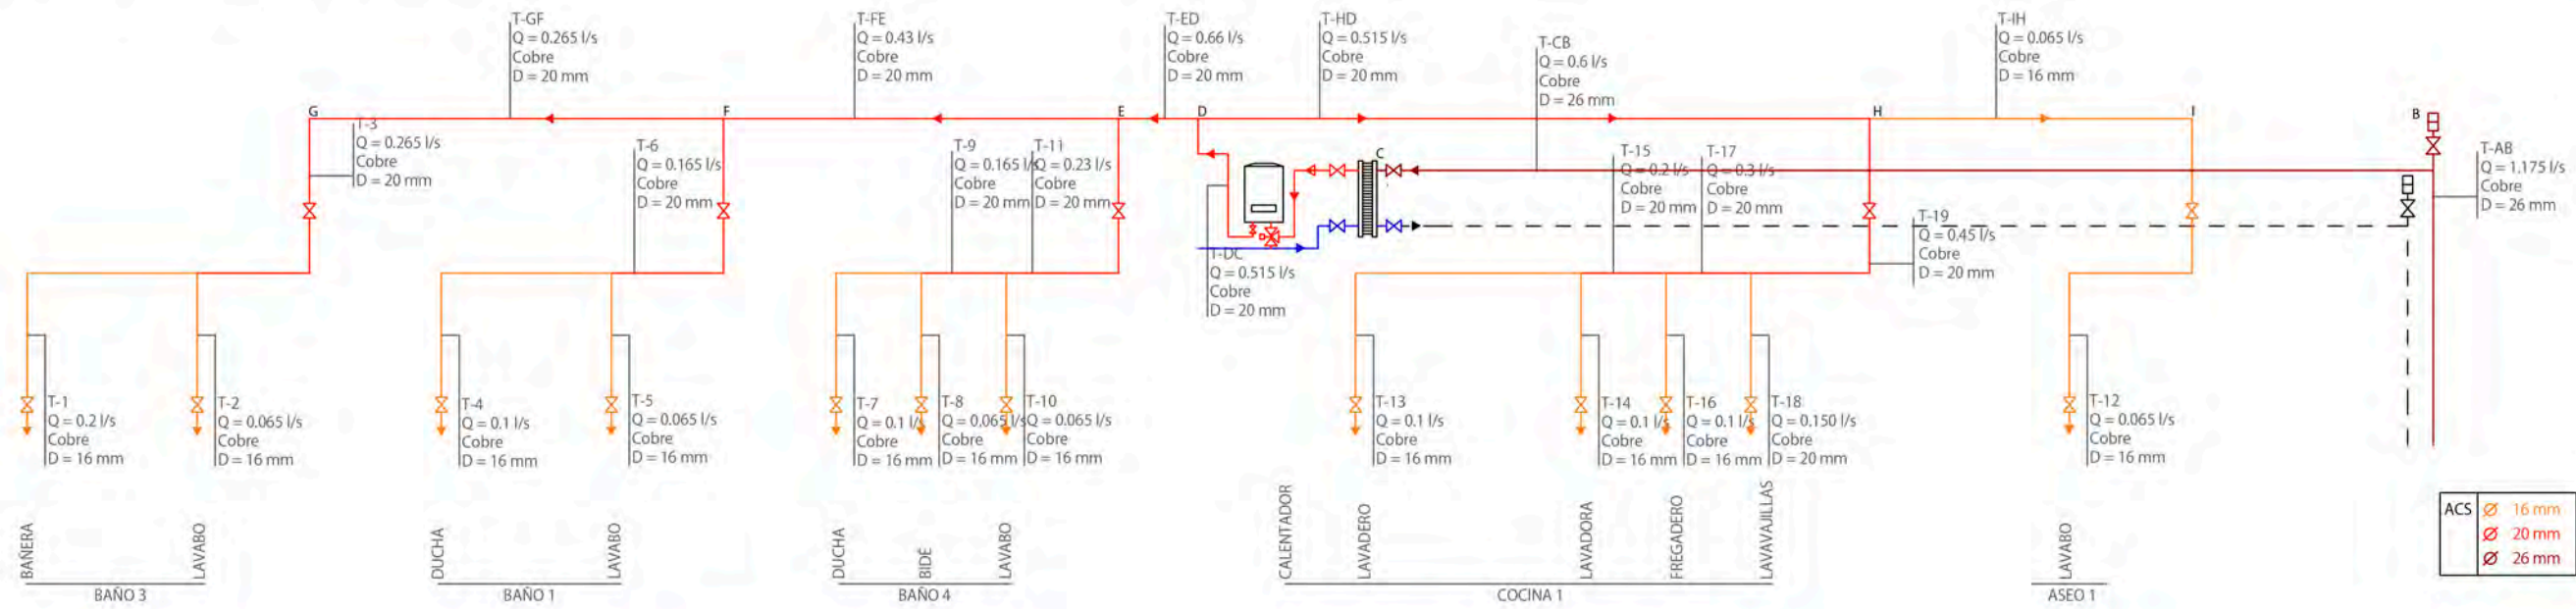 T-GF
Q = 0.265 l/s
Cobre
D = 20 mm
T-FE
Q = 0.43 l/s
Cobre
D = 20 mm
T-ED
Q = 0.66 l/s
Cobre
D = 20 mm
T-HD
Q = 0.515 l/s
Cobre
D = 20 mm
T-CB
Q = 0.6 l/s
Cobre
D = 26 mm
T-IH
Q = 0.065 l/s
Cobre
D = 16 mm
G
F
E
D
H
I
B
C
T-3
Q = 0.265 l/s
Cobre
D = 20 mm
T-6
Q = 0.165 l/s
Cobre
D = 20 mm
T-9
Q = 0.165 l/s
Cobre
D = 20 mm
T-11
Q = 0.23 l/s
Cobre
D = 20 mm
T-15
Q = 0.2 l/s
Cobre
D = 20 mm
T-17
Q = 0.3 l/s
Cobre
D = 20 mm
T-AB
Q = 1.175 l/s
Cobre
D = 26 mm
T-19
Q = 0.45 l/s
Cobre
D = 20 mm
T-DC
Q = 0.515 l/s
Cobre
D = 20 mm
T-1
Q = 0.2 l/s
Cobre
D = 16 mm
T-2
Q = 0.065 l/s
Cobre
D = 16 mm
T-4
Q = 0.1 l/s
Cobre
D = 16 mm
T-5
Q = 0.065 l/s
Cobre
D = 16 mm
T-7
Q = 0.1 l/s
Cobre
D = 16 mm
T-8
Q = 0.065 l/s
Cobre
D = 16 mm
T-10
Q = 0.065 l/s
Cobre
D = 16 mm
T-13
Q = 0.1 l/s
Cobre
D = 16 mm
T-14
Q = 0.1 l/s
Cobre
D = 16 mm
T-16
Q = 0.1 l/s
Cobre
D = 16 mm
T-18
Q = 0.150 l/s
Cobre
D = 20 mm
T-12
Q = 0.065 l/s
Cobre
D = 16 mm
BAÑERA
LAVABO
BAÑO 3
DUCHA
LAVABO
BAÑO 1
DUCHA
BIDÉ
LAVABO
BAÑO 4
CALENTADOR
LAVADERO
LAVADORA
FREGADERO
LAVAVAJILLAS
COCINA 1
LAVABO
ASEO 1
ACS
Ø 16 mm
Ø 20 mm
Ø 26 mm